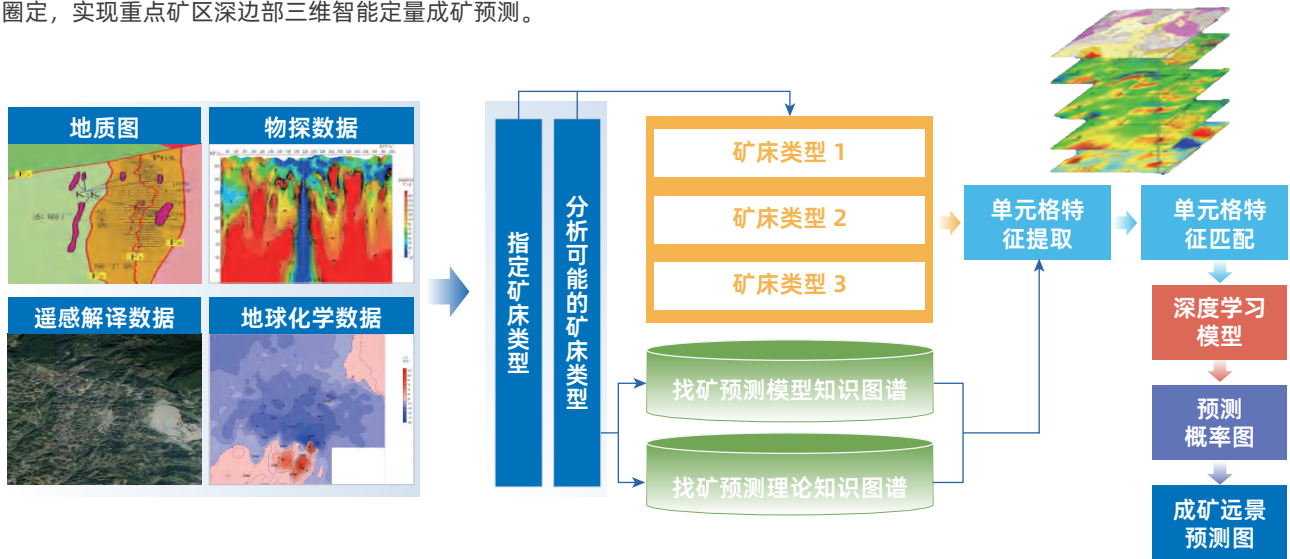 圈定，实现重点矿区深边部三维智能定量成矿预测。
地质图
物探数据
遥感解译数据
地球化学数据
指定矿床类型
分析可能的矿床类型
矿床类型 1
矿床类型 2
矿床类型 3
找矿预测模型知识图谱
找矿预测理论知识图谱
单元格特
征提取
单元格特
征匹配
深度学习
模型
预测
概率图
成矿远景
预测图